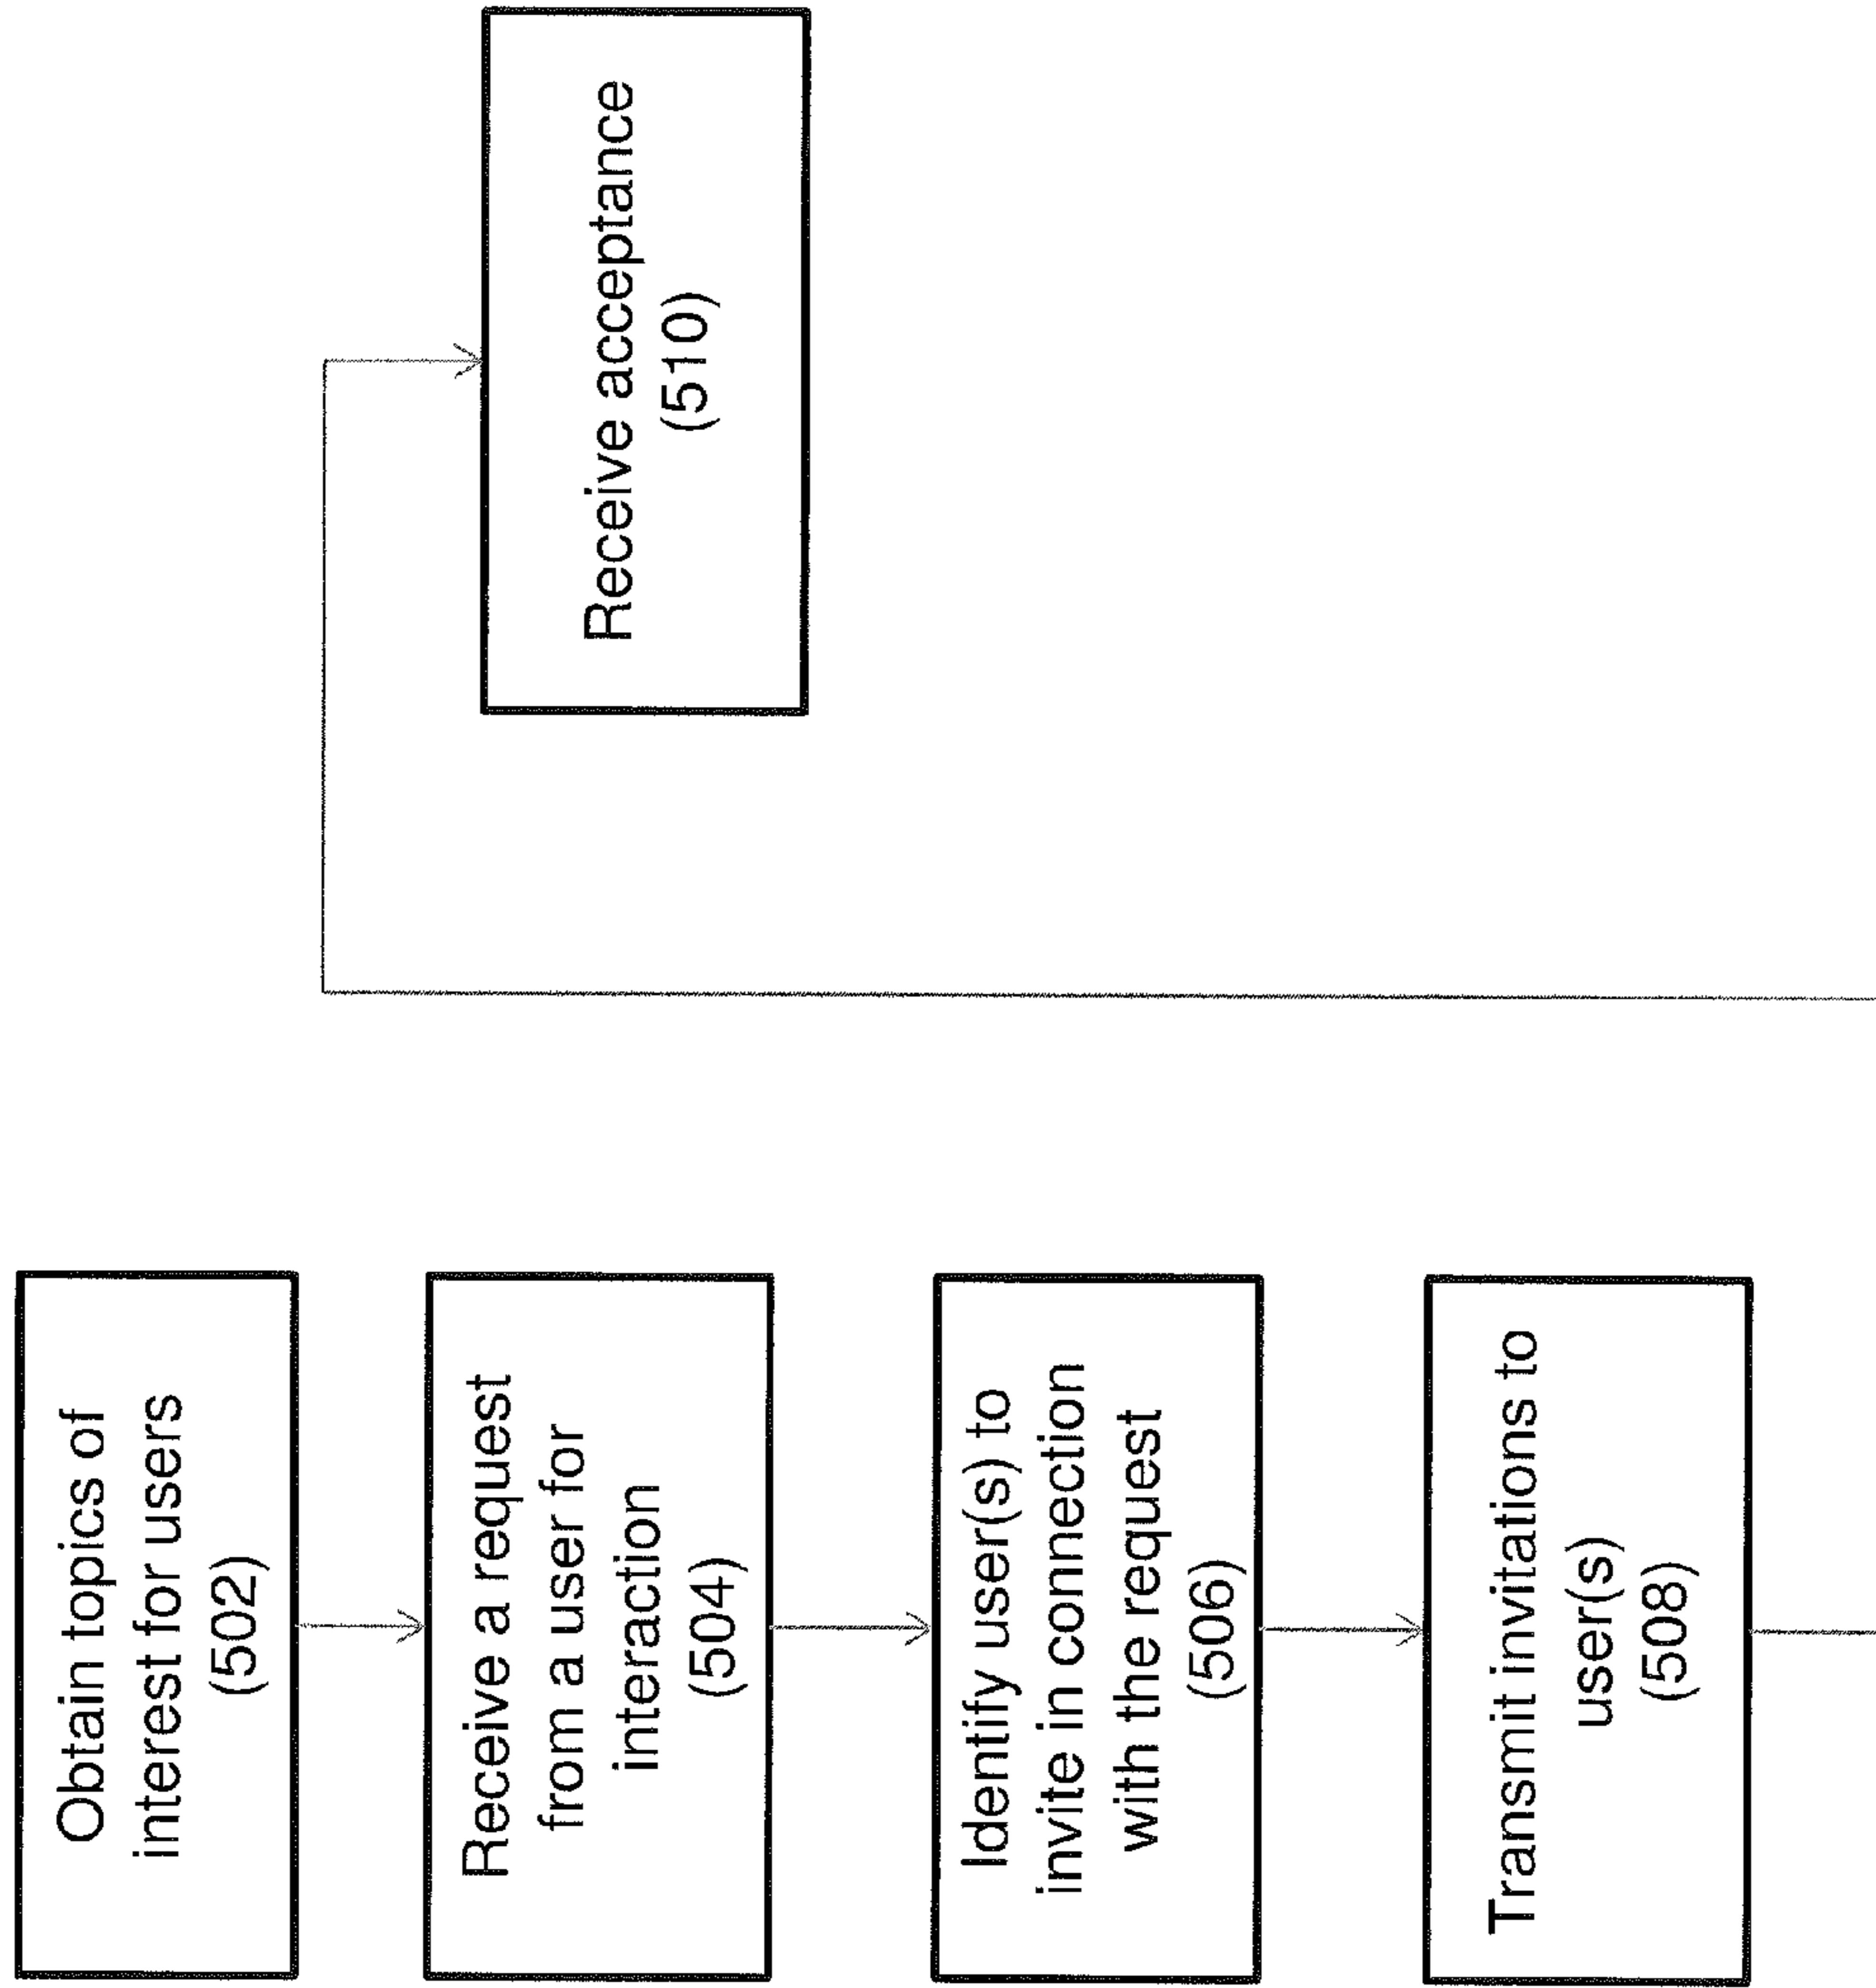 Obtain topics of
interest for users
(502)
Receive a request
from a user for
interaction
(504)
Identify user(s) to
invite in connection
with the request
(506)
Transmit invitations to
user(s)
(508)
Receive acceptance
(510)